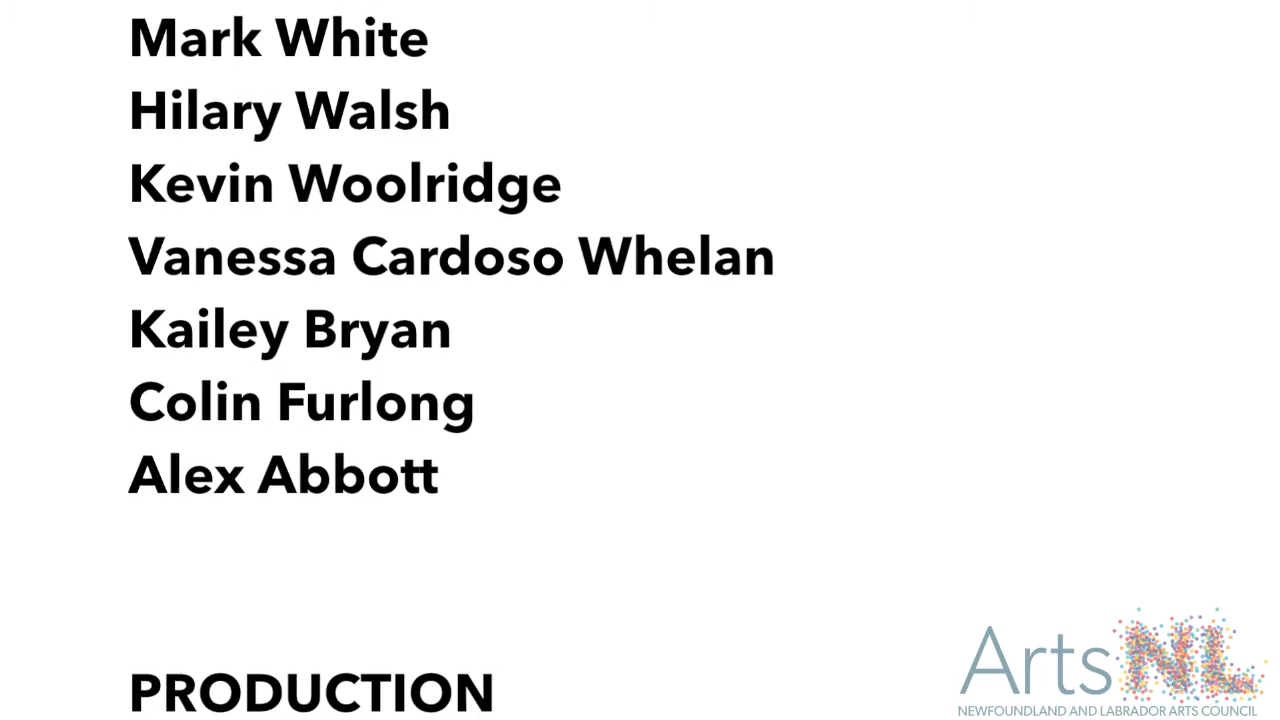 Mark White
Hilary Walsh
Kevin Woolridge
Vanessa Cardoso Whelan
Kailey Bryan
Colin Furlong
Alex Abbott
PRODUCTION
ArtsNL
NEWFOUNDLAND AND LABRADOR ARTS COUNCIL